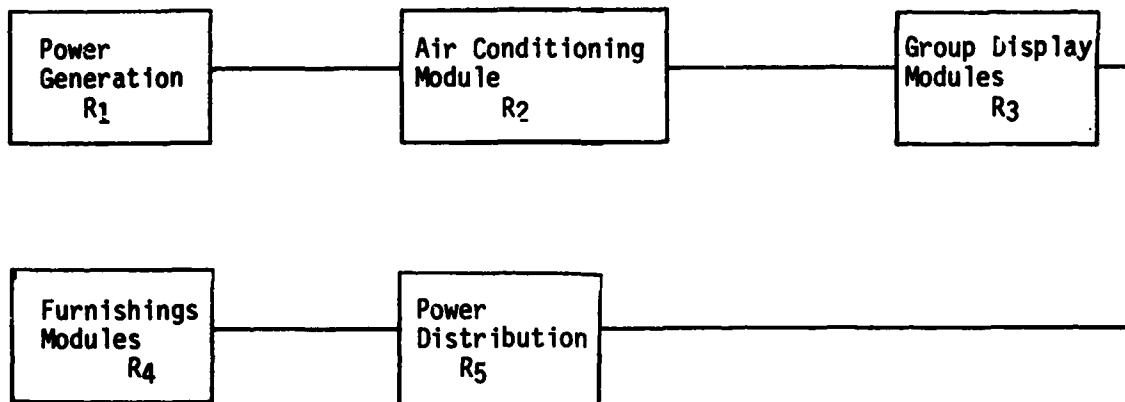 Power
Generation
R1
Air Conditioning
Module
R2
Group Display
Modules
R3
Furnishings
Modules
R4
Power
Distribution
R5